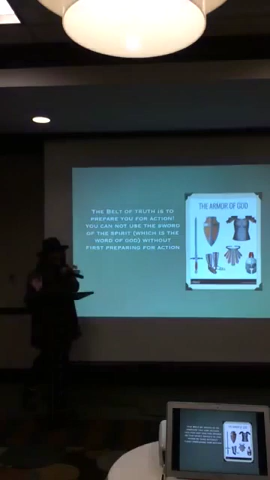 The Belt of truth is to
prepare you for action!
You can not use the sword
of the spirit (which is the
word of God) without
first preparing for action
THE ARMOR OF GOD